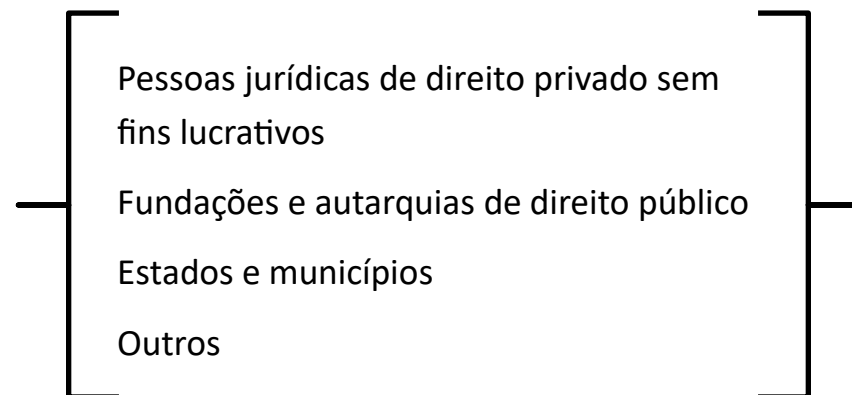 Pessoas jurídicas de direito privado sem
fins lucrativos
Fundações e autarquias de direito público
Estados e municípios
Outros